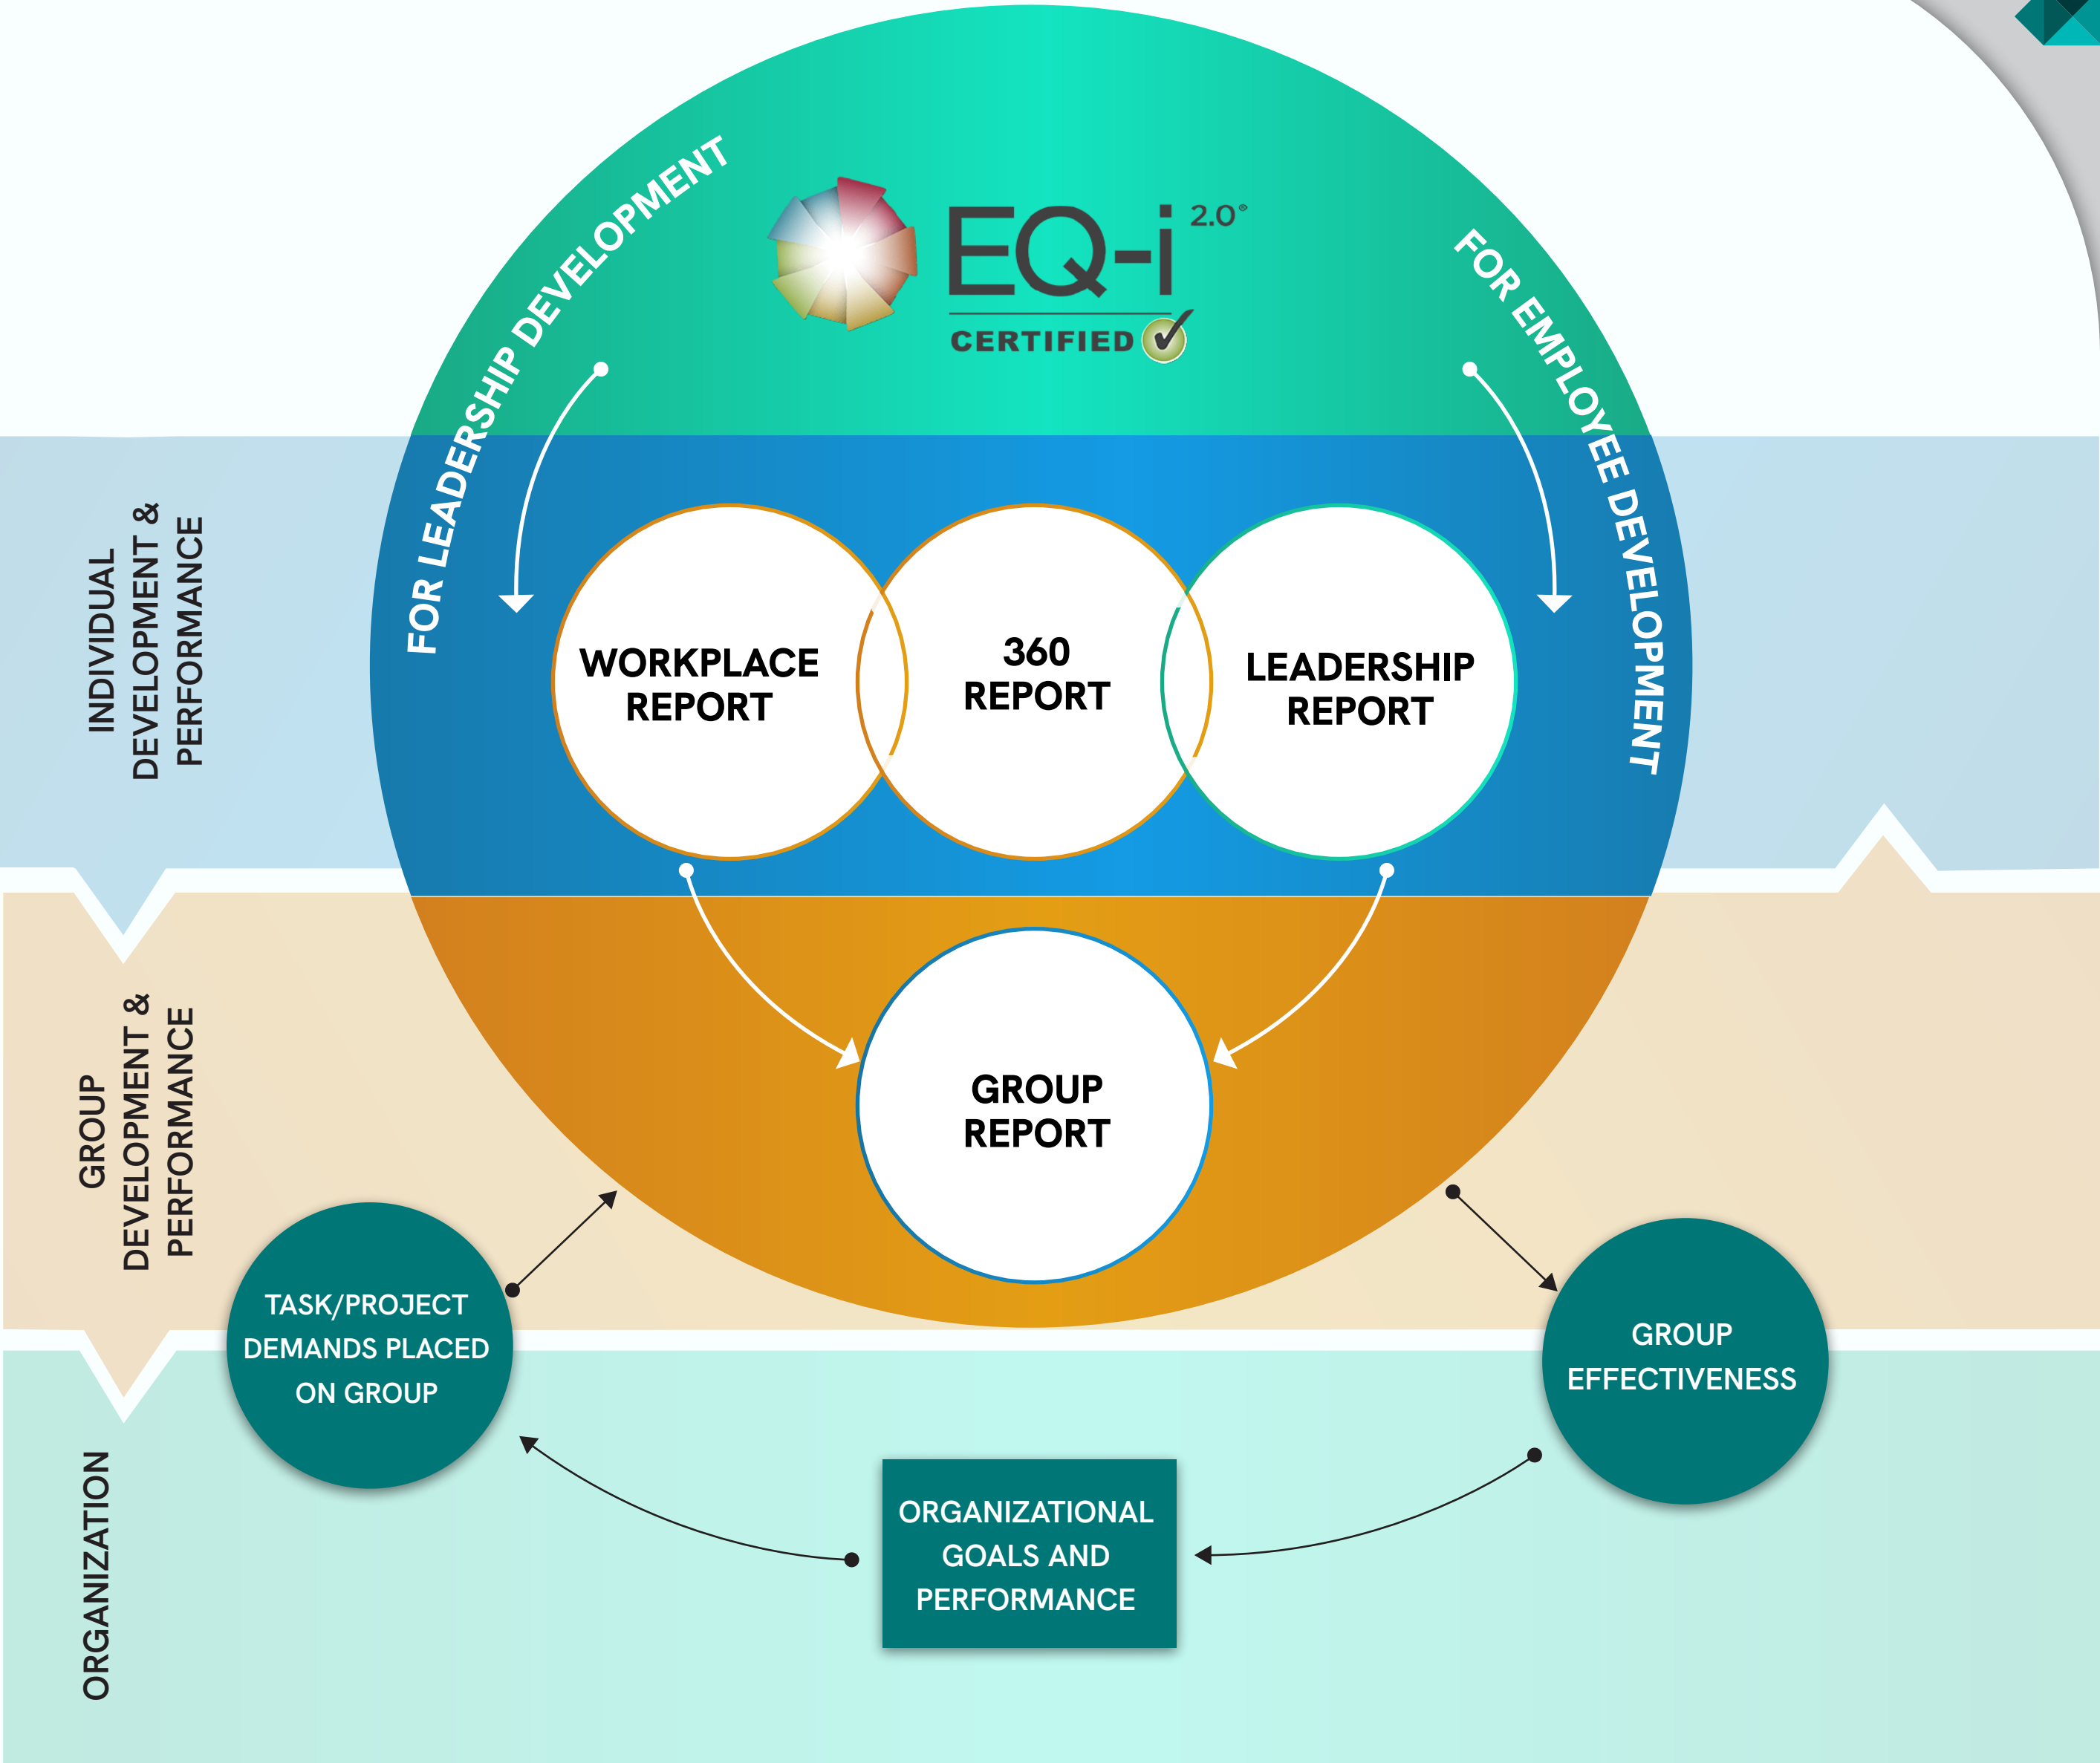 FOR LEADERSHIP DEVELOPMENT
EQ-i 2.0®
CERTIFIED
FOR EMPLOYEE DEVELOPMENT
INDIVIDUAL
DEVELOPMENT &
PERFORMANCE
WORKPLACE
REPORT
360
REPORT
LEADERSHIP
REPORT
GROUP
DEVELOPMENT &
PERFORMANCE
GROUP
REPORT
TASK/PROJECT
DEMANDS PLACED
ON GROUP
GROUP
EFFECTIVENESS
ORGANIZATION
ORGANIZATIONAL
GOALS AND
PERFORMANCE